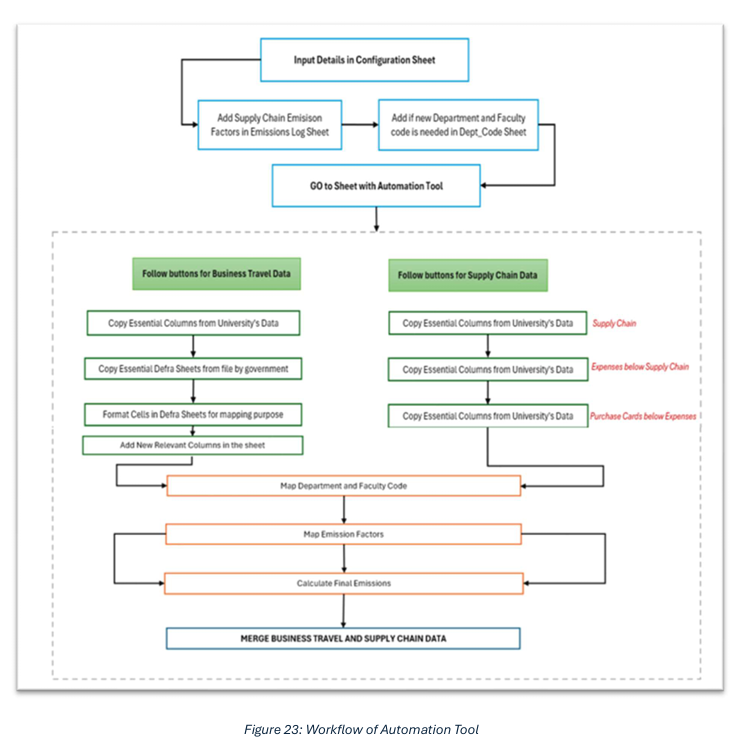 Input Details in Configuration Sheet
Add Supply Chain Emisison
Factors in Emissions Log Sheet
Add if new Department and Faculty
code is needed in Dept_Code Sheet
GO to Sheet with Automation Tool
Follow buttons for Business Travel Data
Follow buttons for Supply Chain Data
Copy Essential Columns from University's Data
Copy Essential Columns from University's Data
Supply Chain
Copy Essential Defra Sheets from file by government
Copy Essential Columns from University's Data
Expenses below Supply Chain
Format Cells in Defra Sheets for mapping purpose
Copy Essential Columns from University's Data
Purchase Cards below Expenses
Add New Relevant Columns in the sheet
Map Department and Faculty Code
Map Emission Factors
Calculate Final Emissions
MERGE BUSINESS TRAVEL AND SUPPLY CHAIN DATA
Figure 23: Workflow of Automation Tool